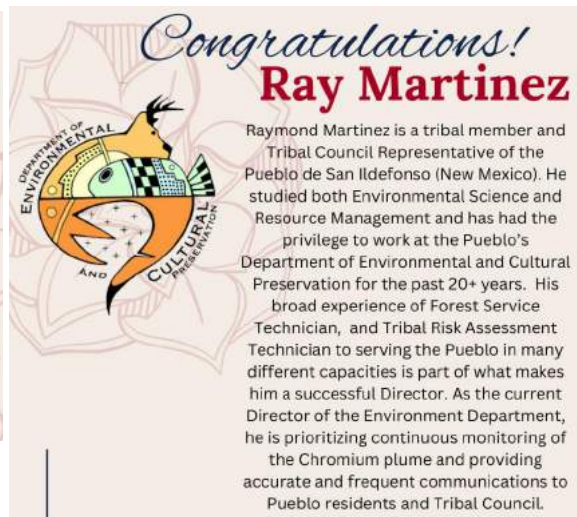 Congratulations!
Ray Martinez
DEPARTMENT OF
ENVIRONMENTAL
AND
CULTURAL
PRESERVATION
Raymond Martinez is a tribal member and
Tribal Council Representative of the
Pueblo de San Ildefonso (New Mexico). He
studied both Environmental Science and
Resource Management and has had the
privilege to work at the Pueblo's
Department of Environmental and Cultural
Preservation for the past 20+ years. His
broad experience of Forest Service
Technician, and Tribal Risk Assessment
Technician to serving the Pueblo in many
different capacities is part of what makes
him a successful Director. As the current
Director of the Environment Department,
he is prioritizing continuous monitoring of
the Chromium plume and providing
accurate and frequent communications to
Pueblo residents and Tribal Council.